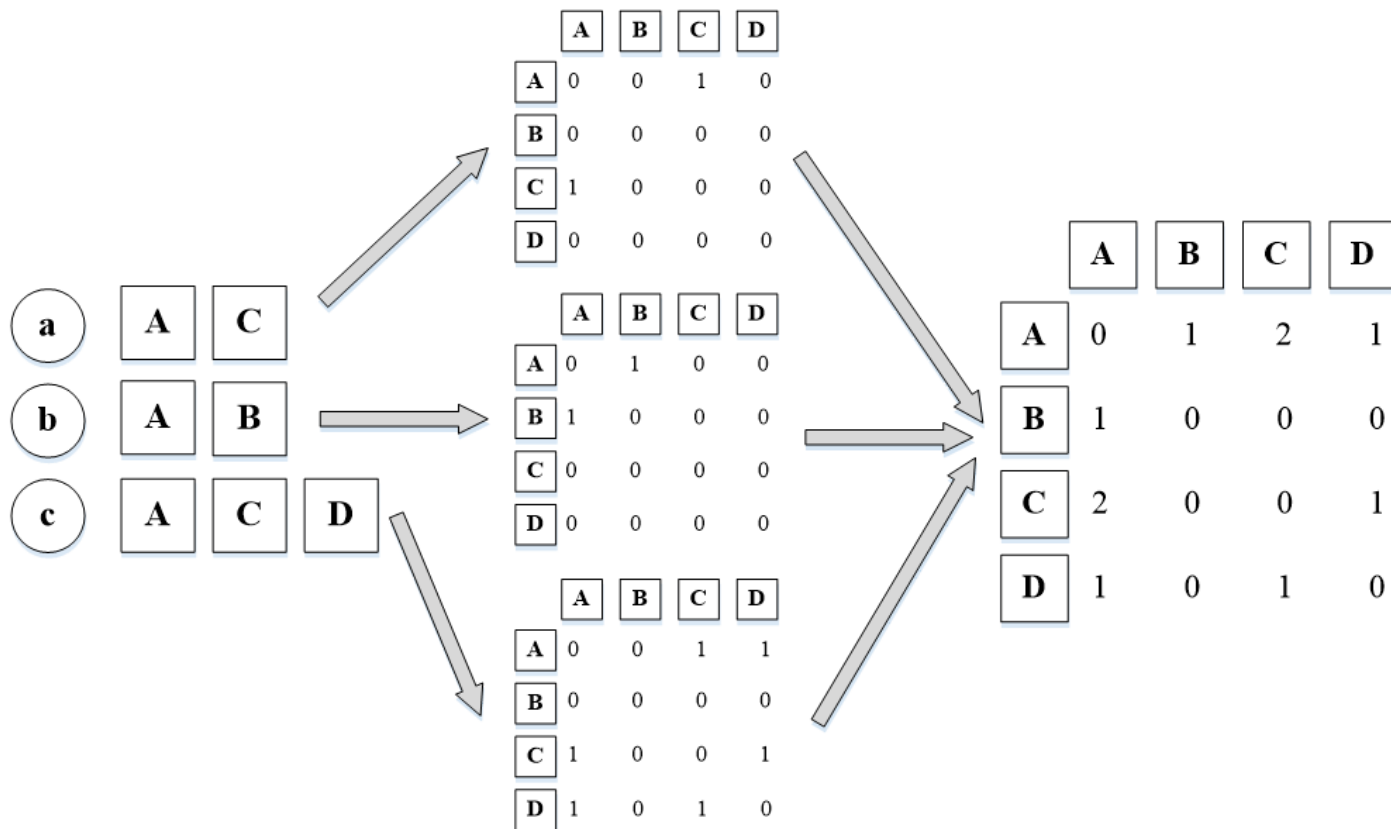 a A C
b A B
c A C D
A B C D
A 0 0 1 0
B 0 0 0 0
C 1 0 0 0
D 0 0 0 0
A B C D
A 0 1 0 0
B 1 0 0 0
C 0 0 0 0
D 0 0 0 0
A B C D
A 0 0 1 1
B 0 0 0 0
C 1 0 0 1
D 1 0 1 0
A B C D
A 0 1 2 1
B 1 0 0 0
C 2 0 0 1
D 1 0 1 0